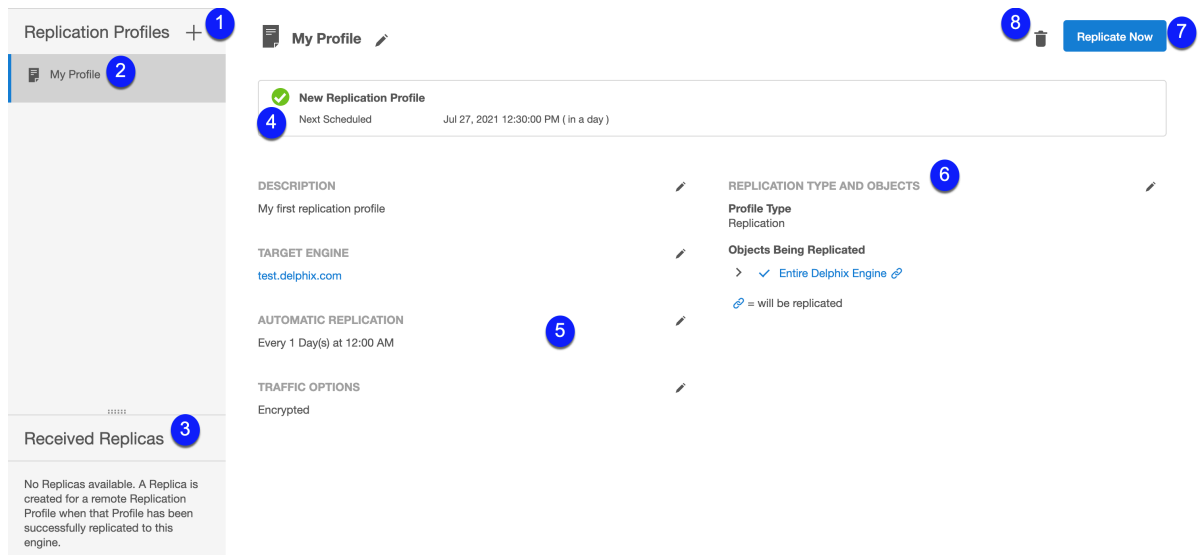 Replication Profiles
1
My Profile
2
Received Replicas
3
No Replicas available. A Replica is
created for a remote Replication
Profile when that Profile has been
successfully replicated to this
engine.
My Profile
8
Replicate Now
7
New Replication Profile
4
Next Scheduled Jul 27, 2021 12:30:00 PM ( in a day )
DESCRIPTION
My first replication profile
TARGET ENGINE
test.delphix.com
AUTOMATIC REPLICATION
Every 1 Day(s) at 12:00 AM
5
TRAFFIC OPTIONS
Encrypted
REPLICATION TYPE AND OBJECTS
6
Profile Type
Replication
Objects Being Replicated
Entire Delphix Engine
= will be replicated